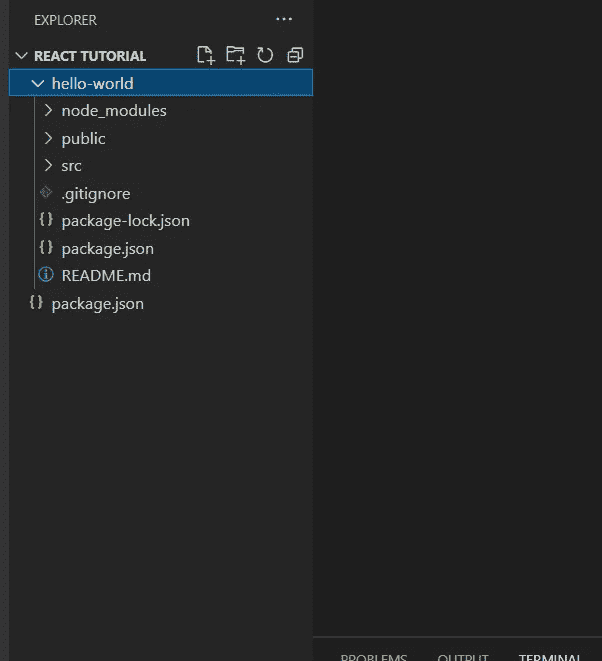 EXPLORER
REACT TUTORIAL
hello-world
node_modules
public
src
.gitignore
package-lock.json
package.json
README.md
package.json
PROBLEMS OUTPUT TERMINAL